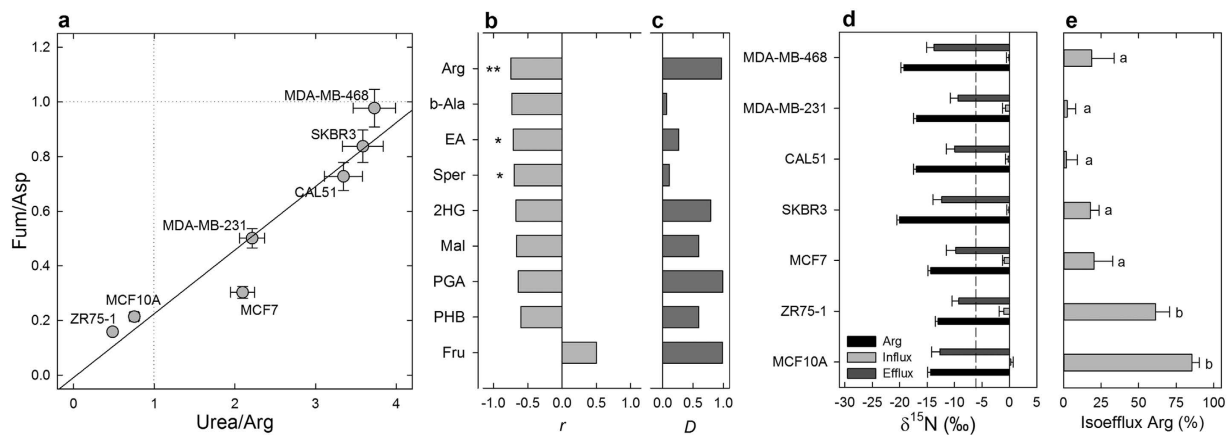 a
b
c
d
e
Fum/Asp
1.2
1.0
0.8
0.6
0.4
0.2
0.0
MDA-MB-468
SKBR3
CAL51
MDA-MB-231
MCF10A
ZR75-1
MCF7
0 1 2 3 4
Urea/Arg
Arg **
b-Ala
EA *
Sper *
2HG
Mal
PGA
PHB
Fru
-1.0 -0.5 0.0 0.5
r
0.0 0.5 1.0
D
MDA-MB-468
MDA-MB-231
CAL51
SKBR3
MCF7
ZR75-1
MCF10A
Arg
Influx
Efflux
-30 -25 -20 -15 -10 -5 0 5
δ¹⁵N (‰)
a
a
a
a
a
b
b
0 25 50 75 100
Isoefflux Arg (%)